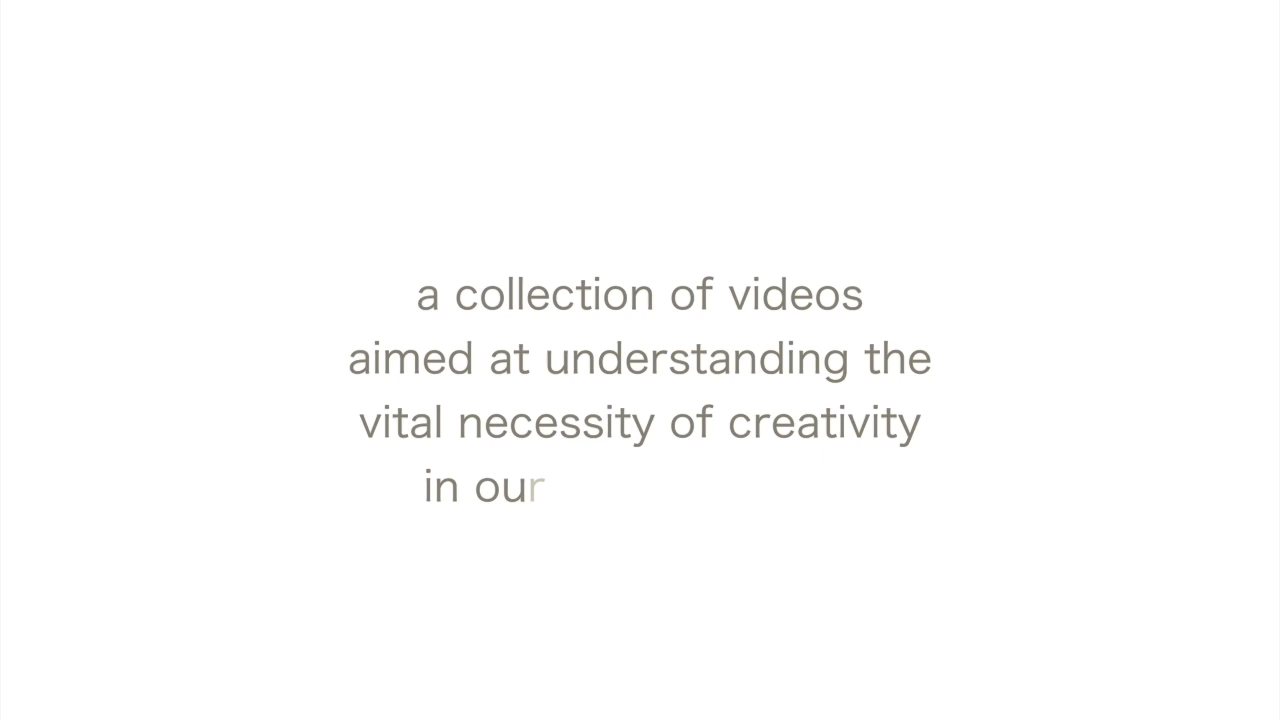 a collection of videos
aimed at understanding the
vital necessity of creativity
in our